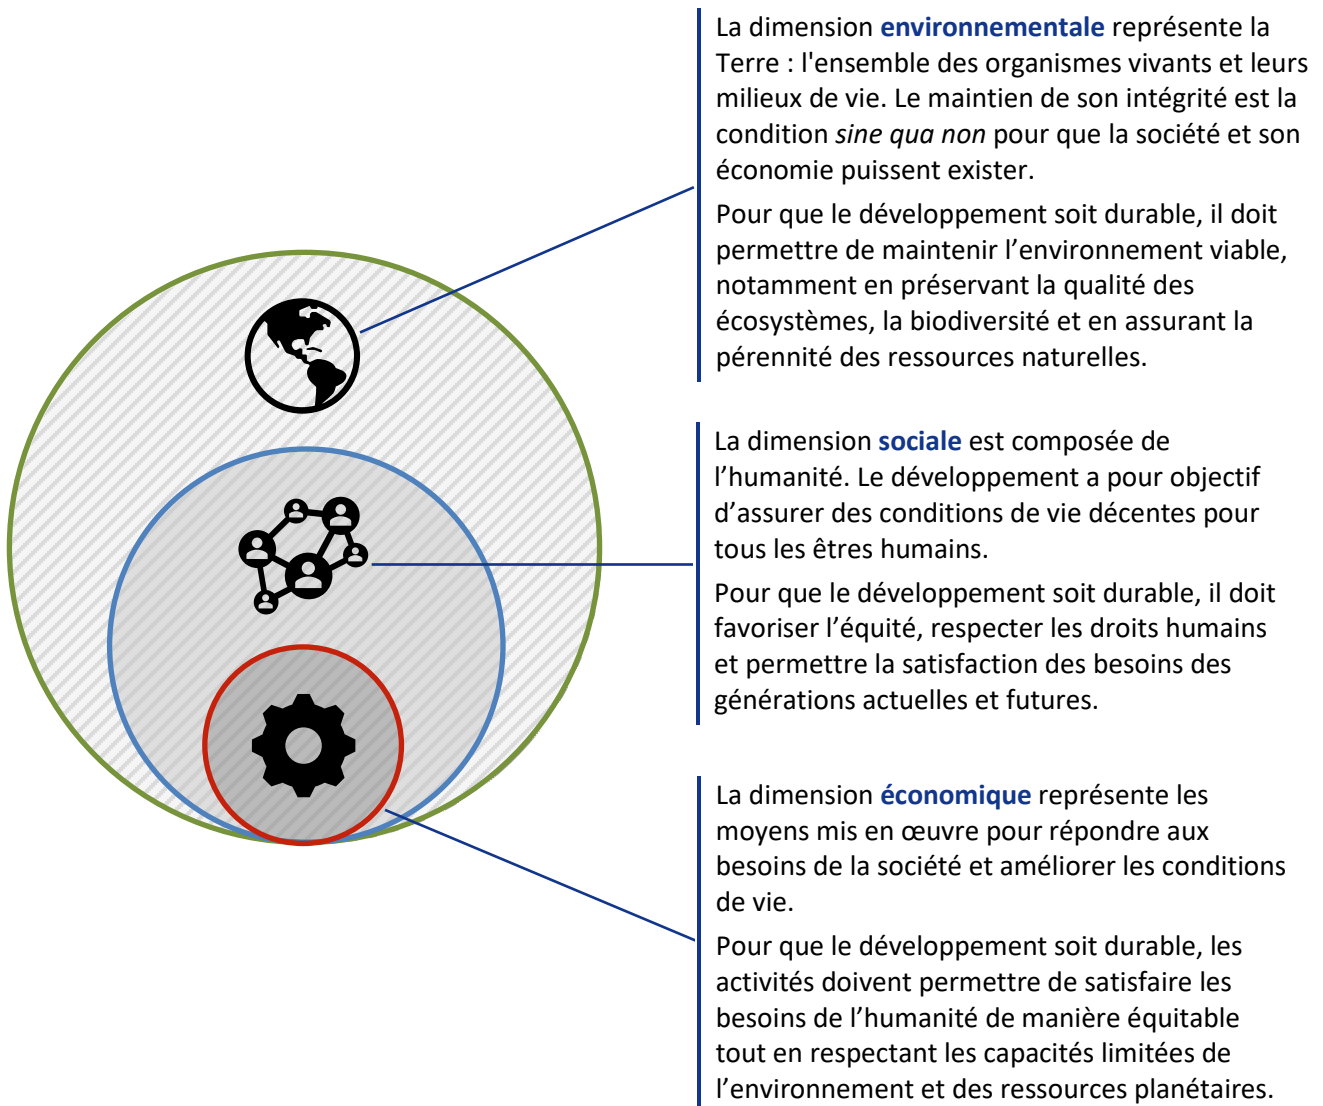 La dimension environnementale représente la
Terre : l'ensemble des organismes vivants et leurs
milieux de vie. Le maintien de son intégrité est la
condition sine qua non pour que la société et son
économie puissent exister.
Pour que le développement soit durable, il doit
permettre de maintenir l’environnement viable,
notamment en préservant la qualité des
écosystèmes, la biodiversité et en assurant la
pérennité des ressources naturelles.
La dimension sociale est composée de
l’humanité. Le développement a pour objectif
d’assurer des conditions de vie décentes pour
tous les êtres humains.
Pour que le développement soit durable, il doit
favoriser l’équité, respecter les droits humains
et permettre la satisfaction des besoins des
générations actuelles et futures.
La dimension économique représente les
moyens mis en œuvre pour répondre aux
besoins de la société et améliorer les conditions
de vie.
Pour que le développement soit durable, les
activités doivent permettre de satisfaire les
besoins de l’humanité de manière équitable
tout en respectant les capacités limitées de
l’environnement et des ressources planétaires.